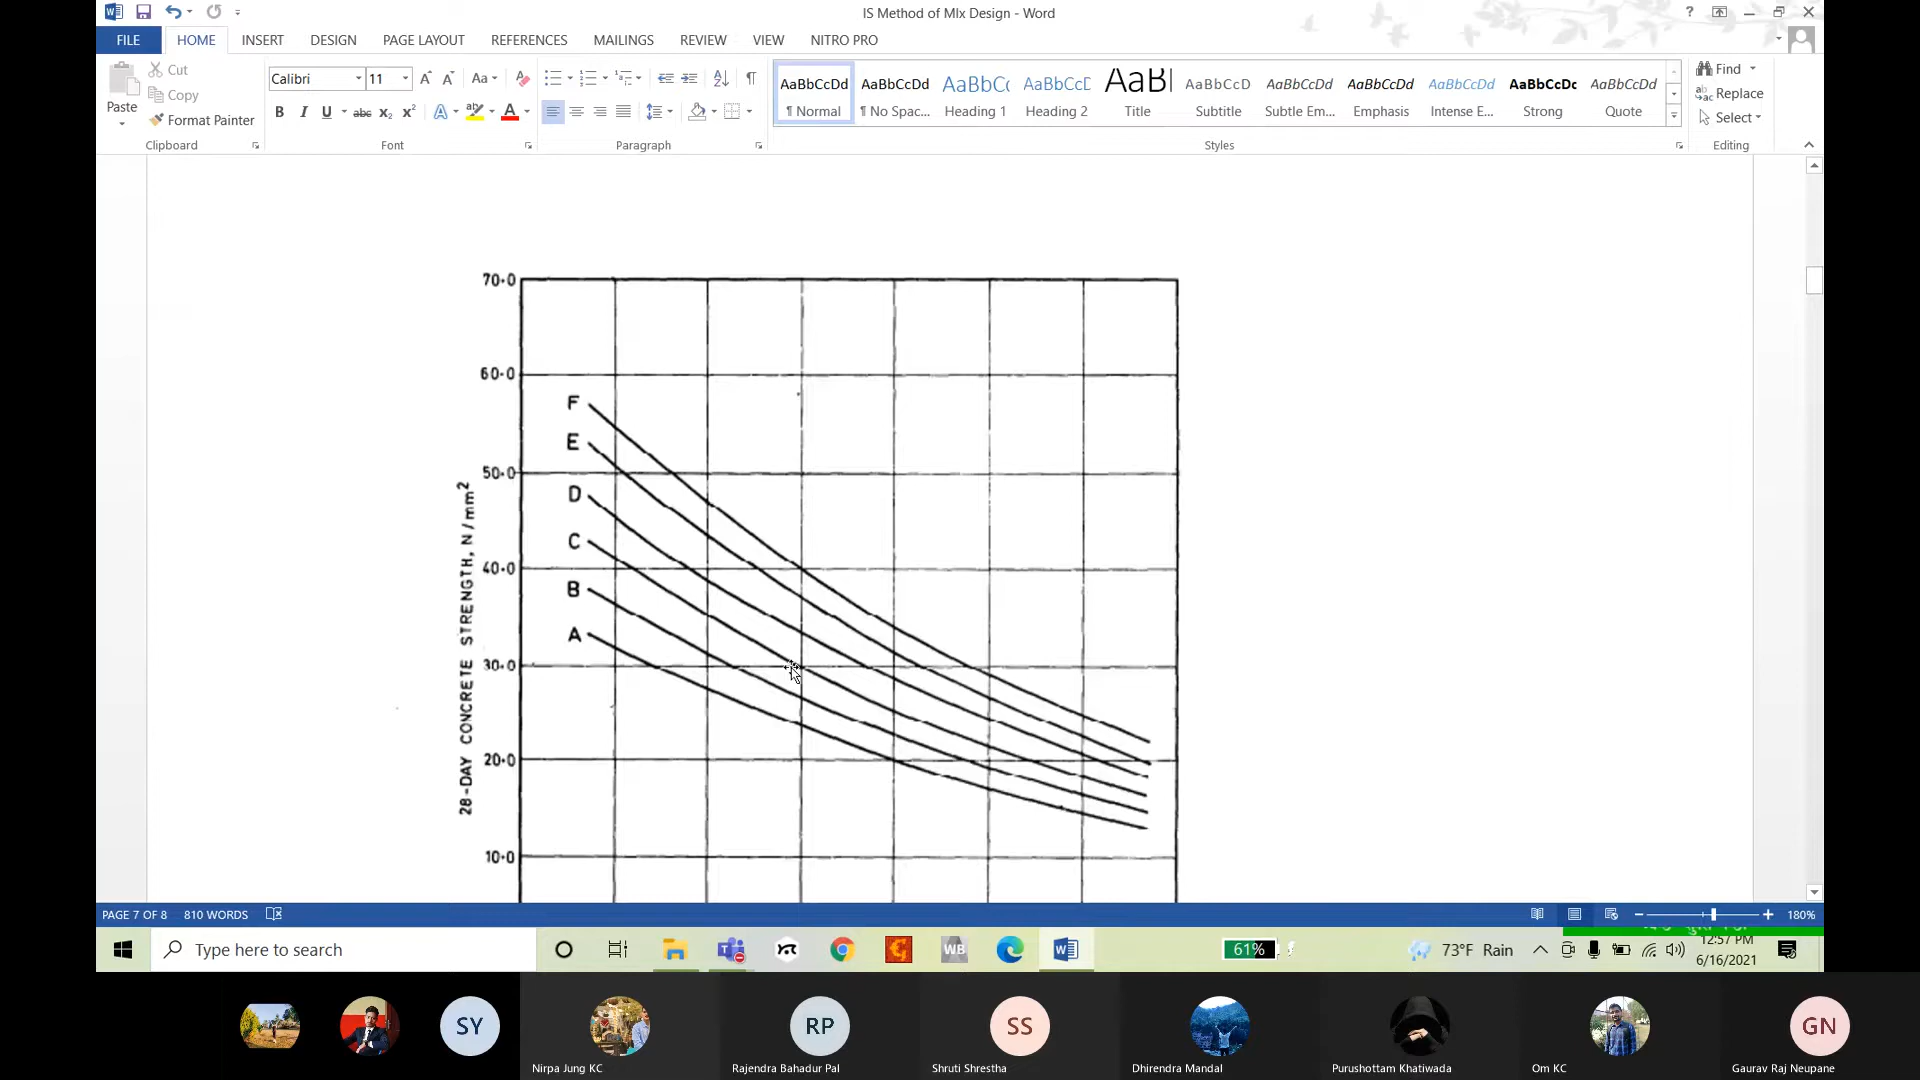 IS Method of MIx Design - Word
FILE
HOME
INSERT
DESIGN
PAGE LAYOUT
REFERENCES
MAILINGS
REVIEW
VIEW
NITRO PRO
Paste
Cut
Copy
Format Painter
Clipboard
Calibri
11
Font
Paragraph
AaBbCcDd
¶ Normal
AaBbCcDd
¶ No Spac...
AaBbCc
Heading 1
AaBbCcD
Heading 2
AaB
Title
AaBbCcD
Subtitle
AaBbCcDd
Subtle Em...
AaBbCcDd
Emphasis
AaBbCcDd
Intense E...
AaBbCcDc
Strong
AaBbCcDd
Quote
Styles
Find
Replace
Select
Editing
70·0
60·0
50·0
40·0
30·0
20·0
10·0
28-DAY CONCRETE STRENGTH, N/mm²
F
E
D
C
B
A
PAGE 7 OF 8
810 WORDS
180%
Type here to search
WB
61%
73°F Rain
12:57 PM
6/16/2021
SY
RP
SS
GN
Nirpa Jung KC
Rajendra Bahadur Pal
Shruti Shrestha
Dhirendra Mandal
Purushottam Khatiwada
Om KC
Gaurav Raj Neupane